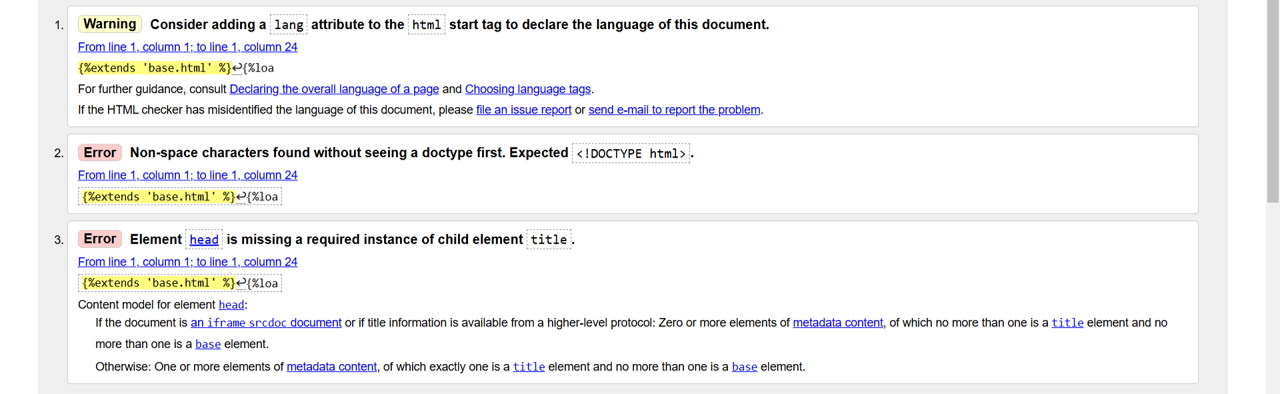 1. Warning Consider adding a lang attribute to the html start tag to declare the language of this document.
From line 1, column 1; to line 1, column 24
{%extends 'base.html' %}↩{%loa
For further guidance, consult Declaring the overall language of a page and Choosing language tags.
If the HTML checker has misidentified the language of this document, please file an issue report or send e-mail to report the problem.
2. Error Non-space characters found without seeing a doctype first. Expected <!DOCTYPE html>.
From line 1, column 1; to line 1, column 24
{%extends 'base.html' %}↩{%loa
3. Error Element head is missing a required instance of child element title.
From line 1, column 1; to line 1, column 24
{%extends 'base.html' %}↩{%loa
Content model for element head:
If the document is an iframe srcdoc document or if title information is available from a higher-level protocol: Zero or more elements of metadata content, of which no more than one is a title element and no
more than one is a base element.
Otherwise: One or more elements of metadata content, of which exactly one is a title element and no more than one is a base element.